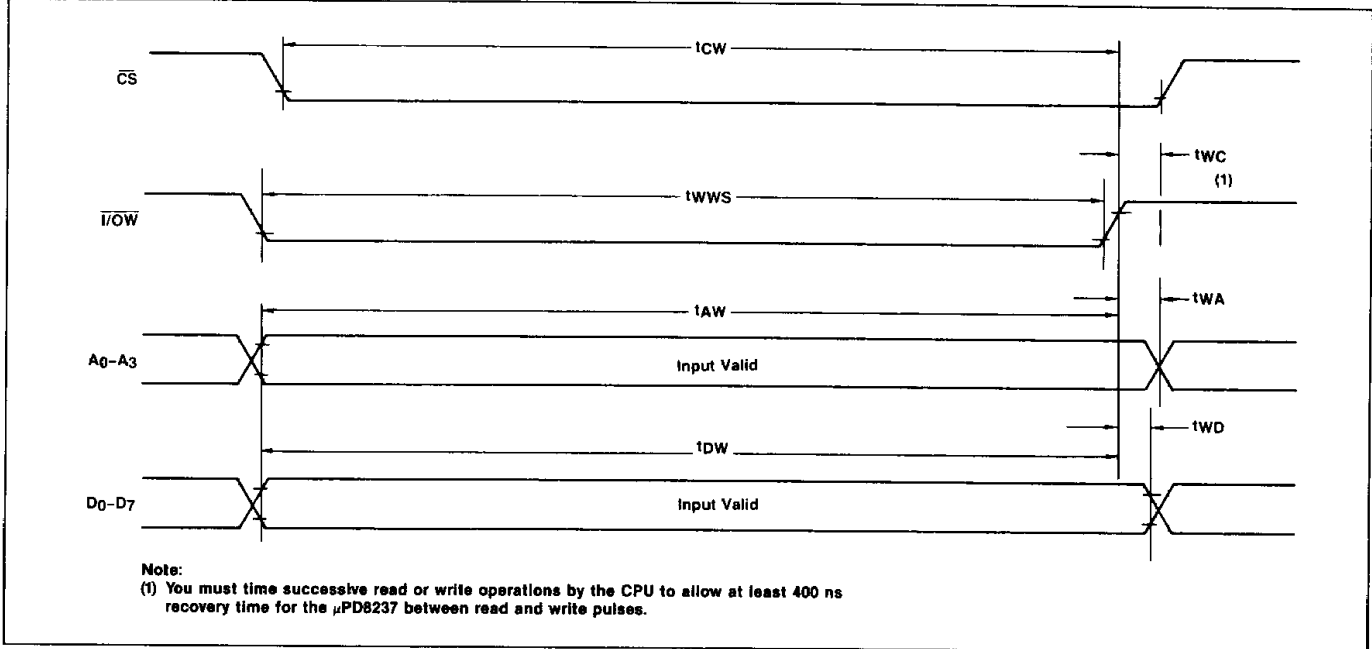 tCW
CS
tWC
(1)
tWWS
I/OW
tWA
tAW
A0–A3
Input Valid
tWD
tDW
D0–D7
Input Valid
Note:
(1) You must time successive read or write operations by the CPU to allow at least 400 ns
recovery time for the μPD8237 between read and write pulses.